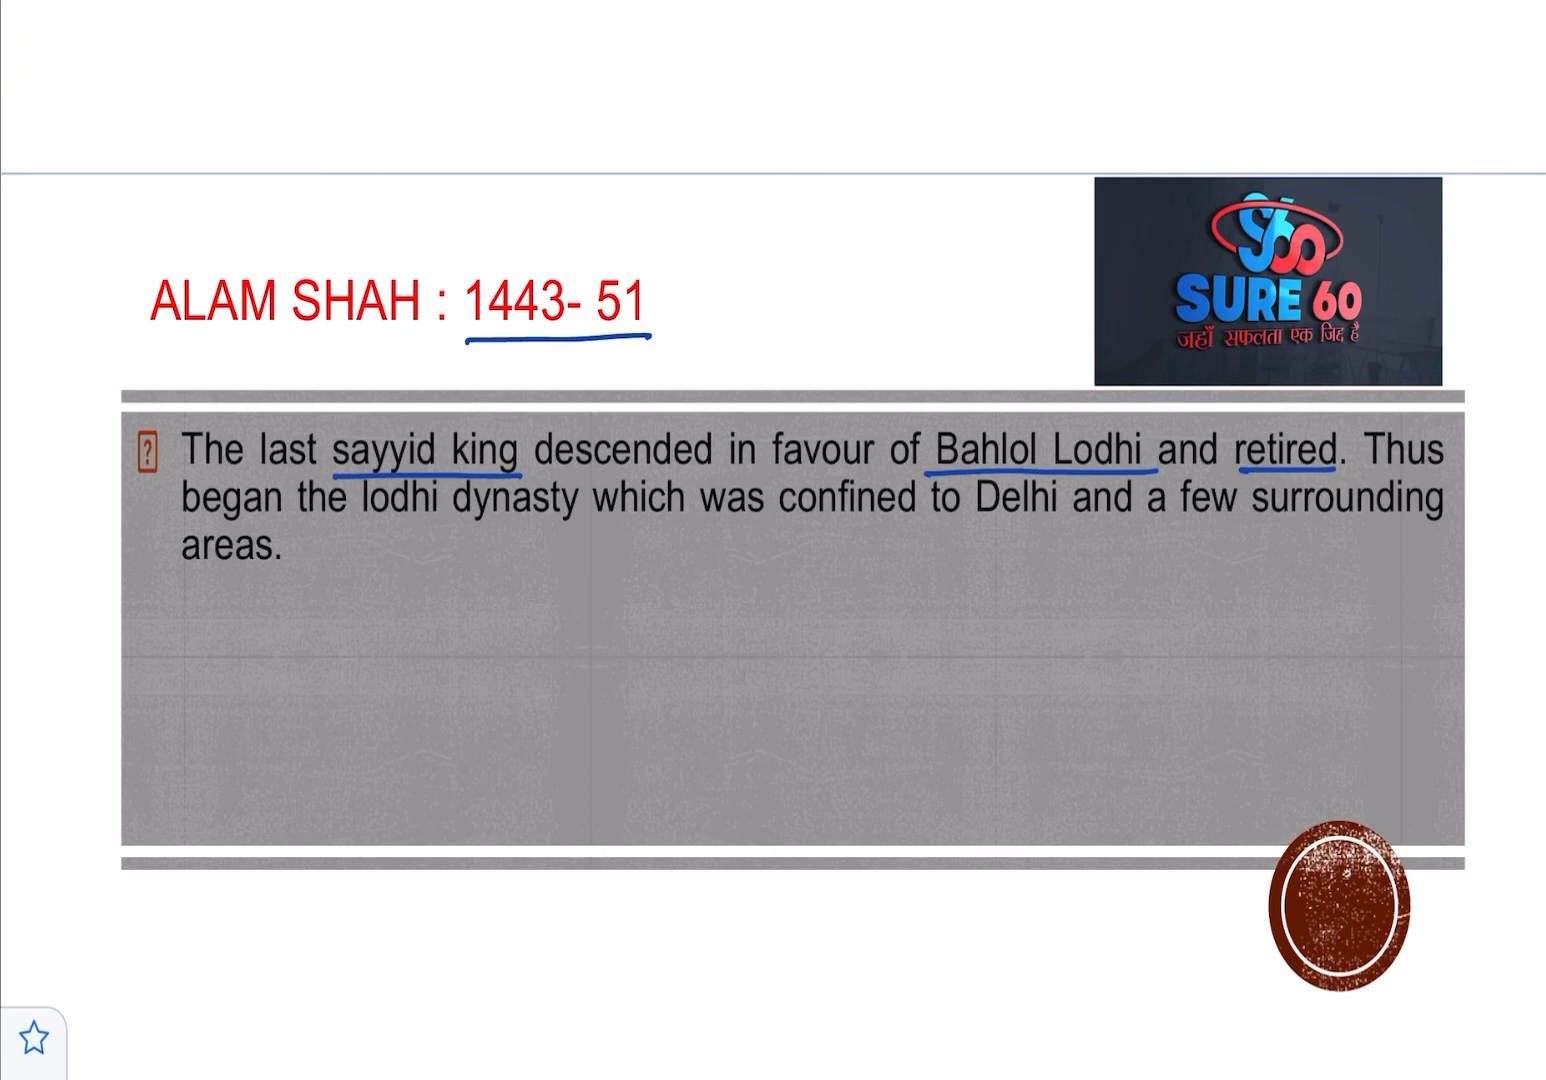 S60
SURE 60
जहाँ सफलता एक जिद्द है
ALAM SHAH : 1443- 51
The last sayyid king descended in favour of Bahlol Lodhi and retired. Thus
began the lodhi dynasty which was confined to Delhi and a few surrounding
areas.